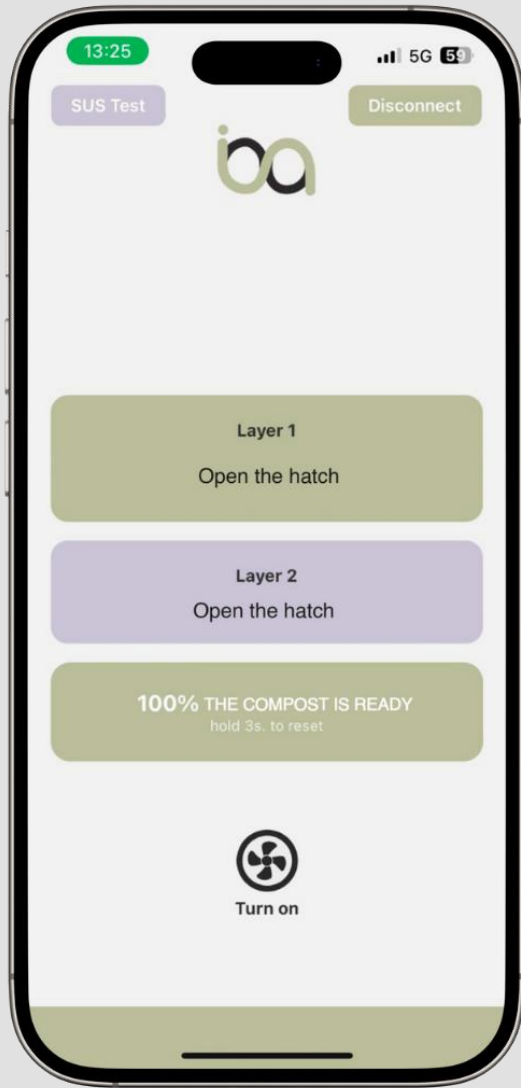 13:25
5G 59
SUS Test
Disconnect
iba
Layer 1
Open the hatch
Layer 2
Open the hatch
100% THE COMPOST IS READY
hold 3s. to reset
Turn on